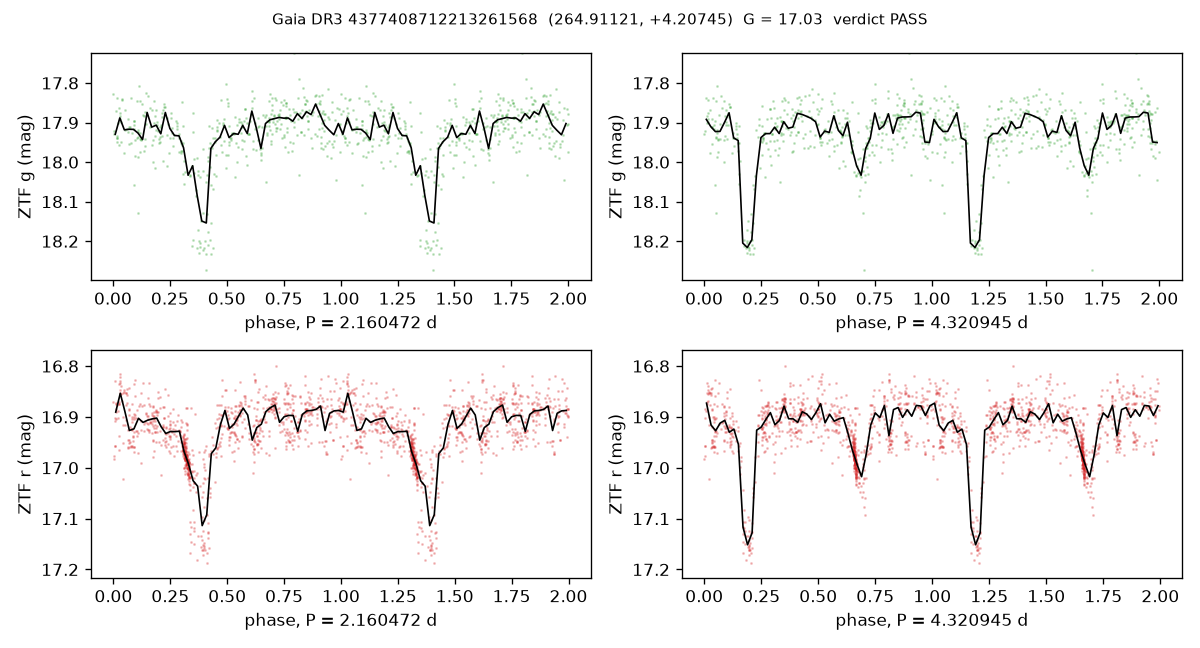 Gaia DR3 4377408712213261568  (264.91121, +4.20745)  G = 17.03  verdict PASS
ZTF g (mag)
17.8
17.9
18.0
18.1
18.2
0.00 0.25 0.50 0.75 1.00 1.25 1.50 1.75 2.00
phase, P = 2.160472 d
ZTF g (mag)
17.8
17.9
18.0
18.1
18.2
0.00 0.25 0.50 0.75 1.00 1.25 1.50 1.75 2.00
phase, P = 4.320945 d
ZTF r (mag)
16.8
16.9
17.0
17.1
17.2
0.00 0.25 0.50 0.75 1.00 1.25 1.50 1.75 2.00
phase, P = 2.160472 d
ZTF r (mag)
16.8
16.9
17.0
17.1
17.2
0.00 0.25 0.50 0.75 1.00 1.25 1.50 1.75 2.00
phase, P = 4.320945 d